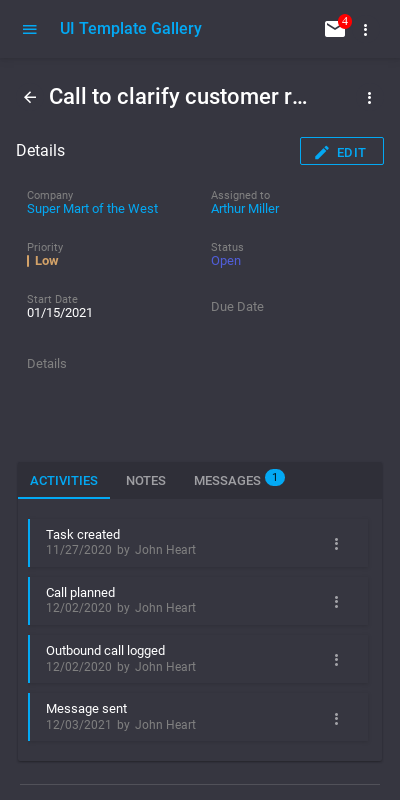 UI Template Gallery
4
Call to clarify customer r...
Details
EDIT
Company
Assigned to
Super Mart of the West
Arthur Miller
Priority
Status
Low
Open
Start Date
01/15/2021
Due Date
Details
ACTIVITIES NOTES MESSAGES 1
Task created
11/27/2020 by John Heart
Call planned
12/02/2020 by John Heart
Outbound call logged
12/02/2020 by John Heart
Message sent
12/03/2021 by John Heart